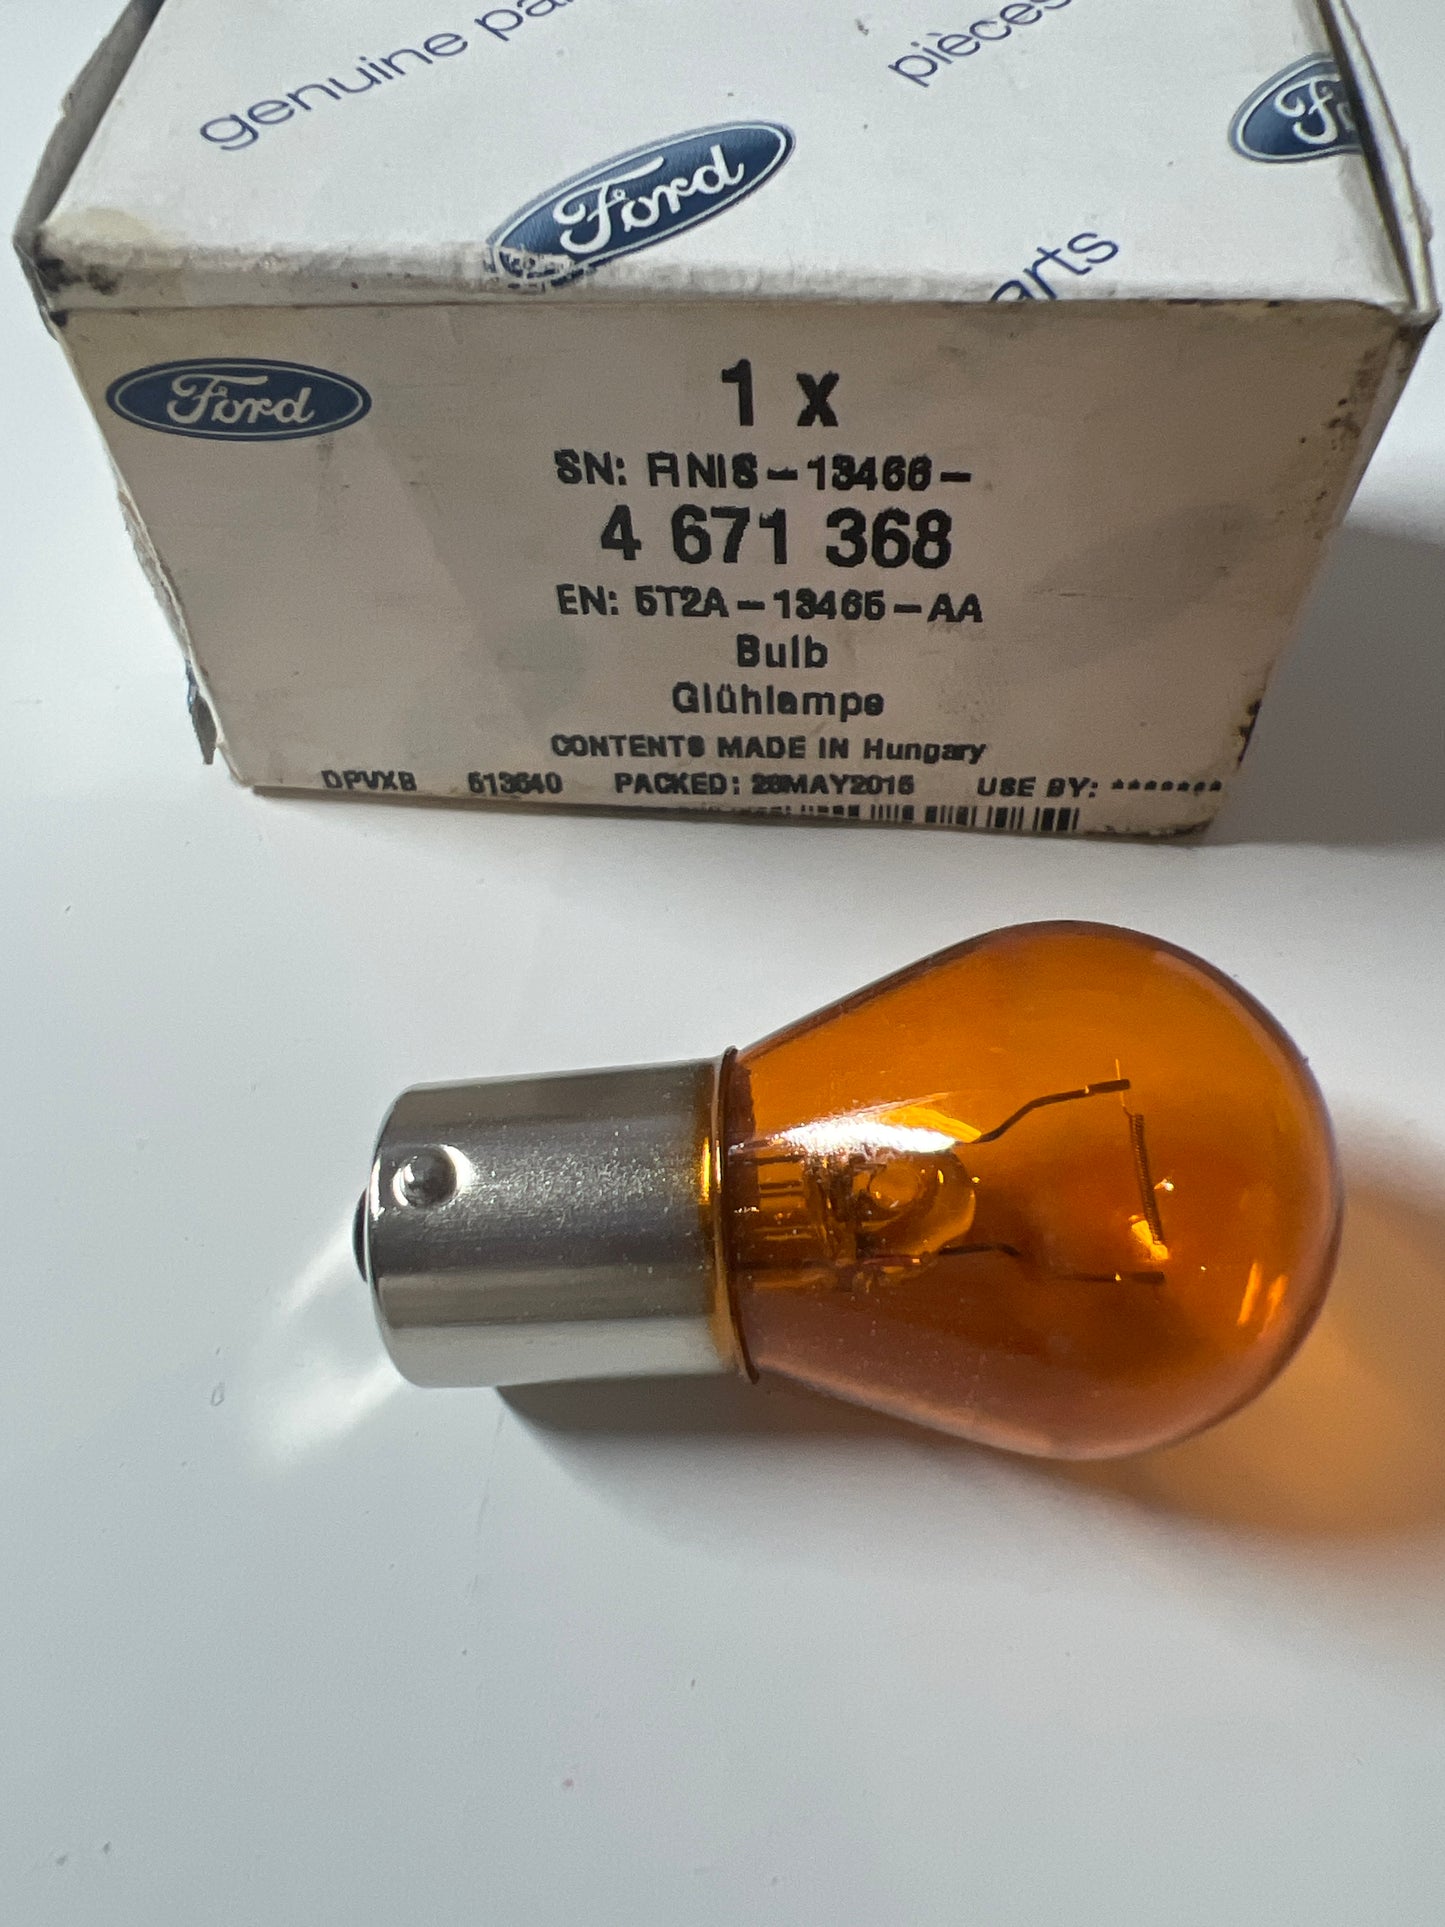 genuine pa
pièces
Ford
Ford
arts
Ford
1 x
SN: FINIS-13466-
4 671 368
EN: 5T2A-13465-AA
Bulb
Glühlampe
CONTENTS MADE IN Hungary
DPVXB 613640 PACKED: 28MAY2015 USE BY: *******